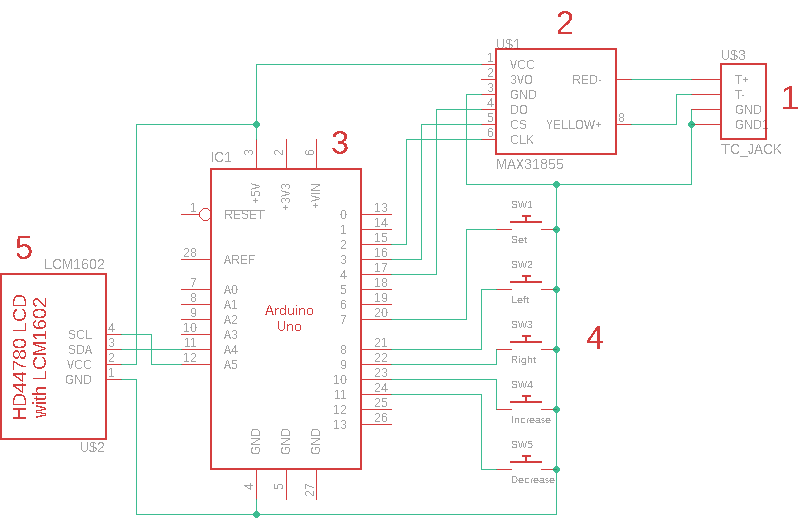 2
U$1
U$3
1 VCC
2 3VO RED-
3 GND
4 DO
5 CS YELLOW+ 8
6 CLK
MAX31855
T+
T-
GND
GND1
TC_JACK
1
3
IC1
3 2 6
+5V +3V3 +VIN
1 RESET
28 AREF
7 A0
8 A1
9 A2
10 A3
11 A4
12 A5
Arduino
Uno
0 13
1 14
2 15
3 16
4 17
5 18
6 19
7 20
8 21
9 22
10 23
11 24
12 25
13 26
GND GND GND
4 5 27
SW1
Set
SW2
Left
SW3
Right
SW4
Increase
SW5
Decrease
4
5
LCM1602
HD44780 LCD
with LCM1602
SCL 4
SDA 3
VCC 2
GND 1
U$2